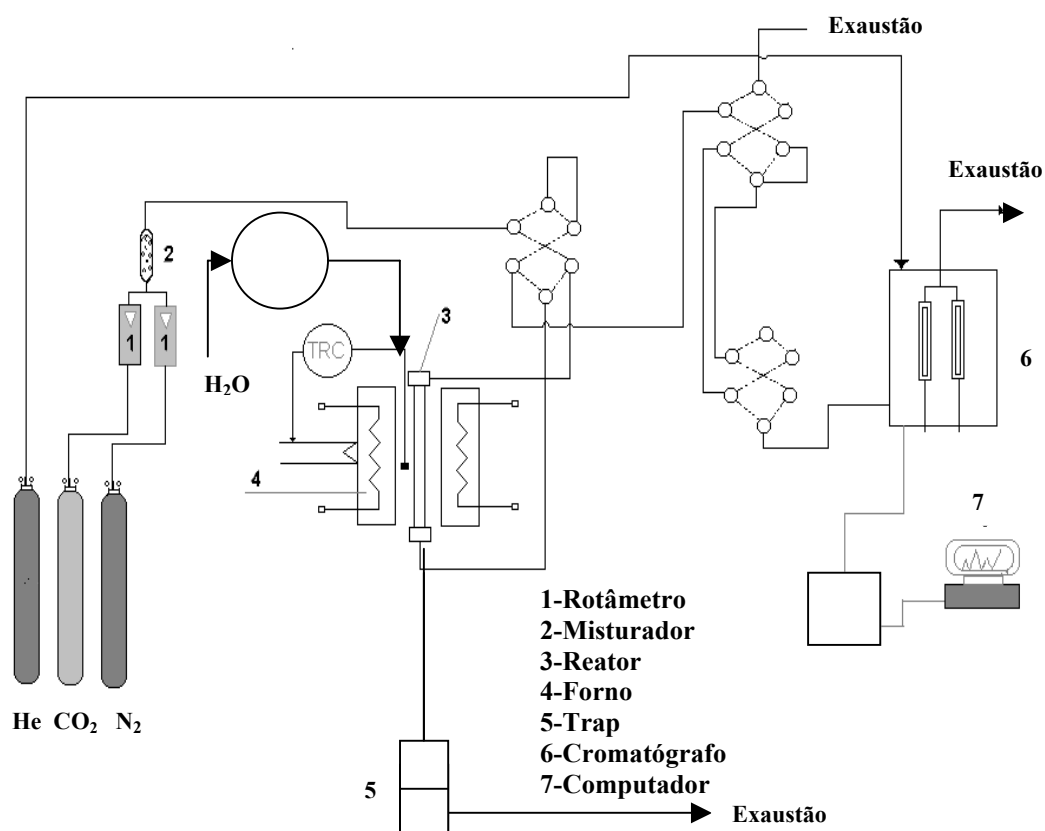 Exaustão
Exaustão
2
1
1
3
TRC
H₂O
6
4
7
1-Rotâmetro
2-Misturador
3-Reator
4-Forno
5-Trap
6-Cromatógrafo
7-Computador
He CO₂ N₂
5
Exaustão